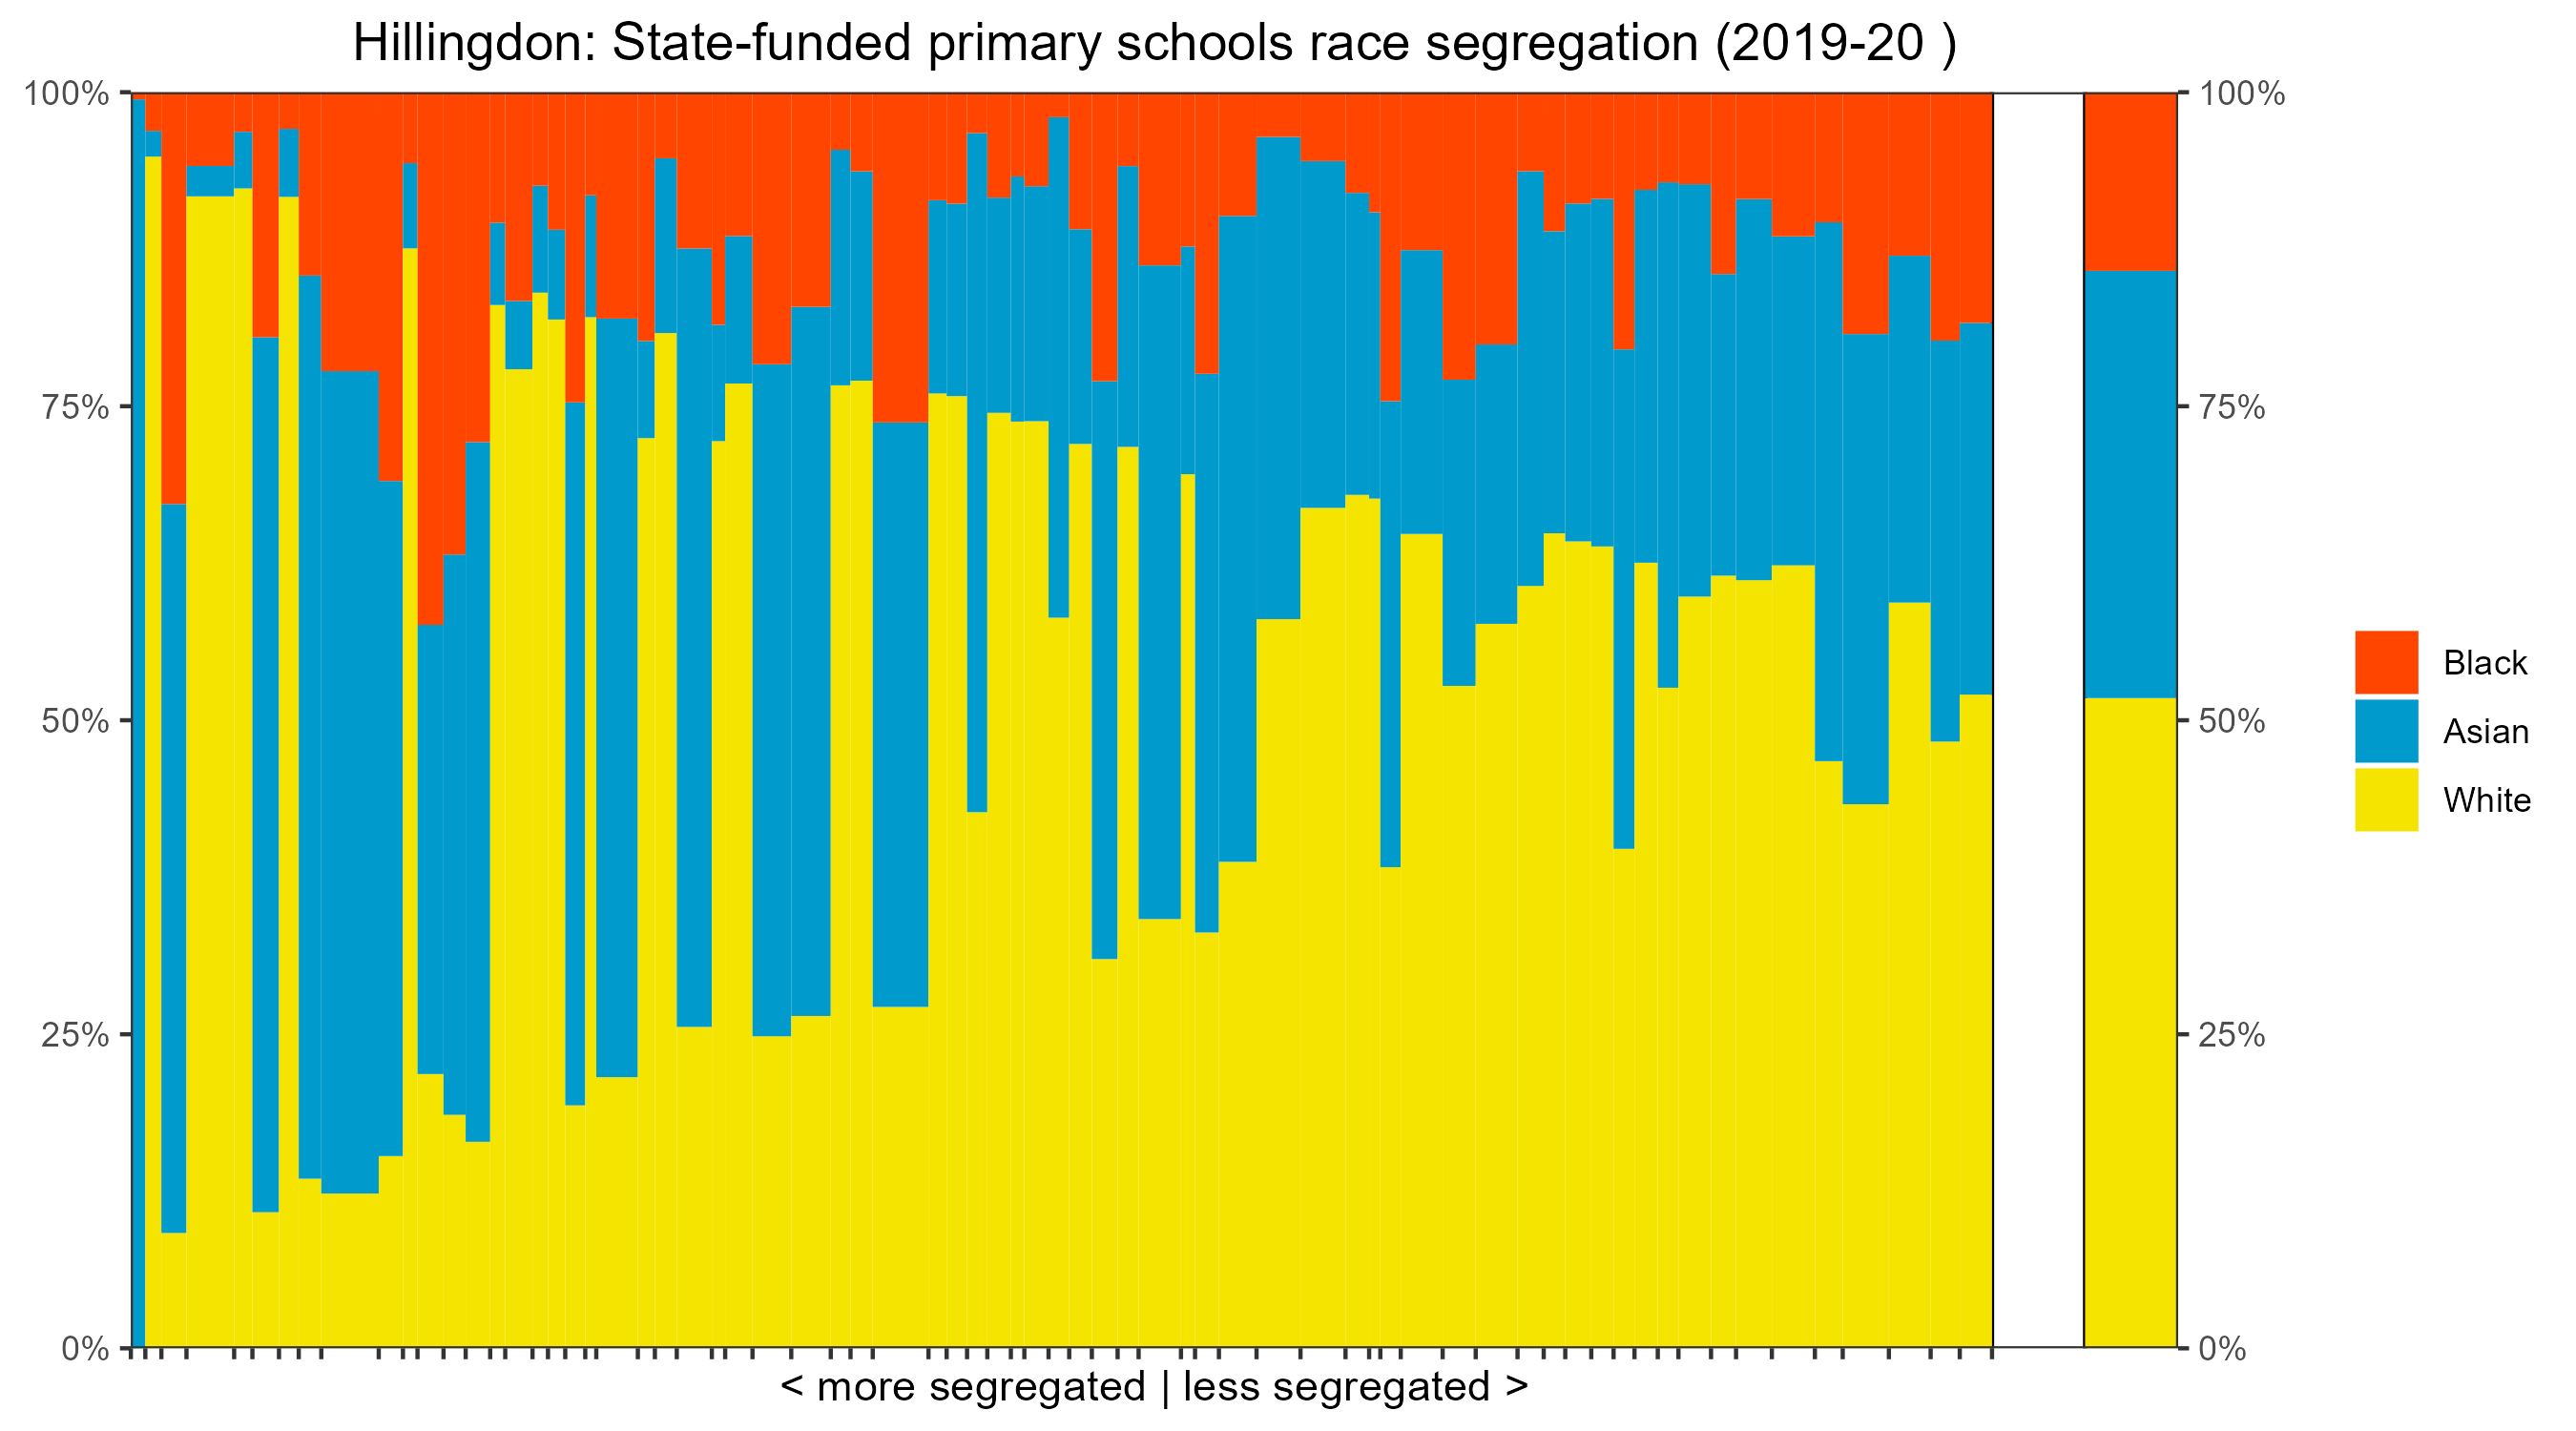 Hillingdon: State-funded primary schools race segregation (2019-20 )
100%
75%
50%
25%
0%
100%
75%
50%
25%
0%
Black
Asian
White
< more segregated | less segregated >